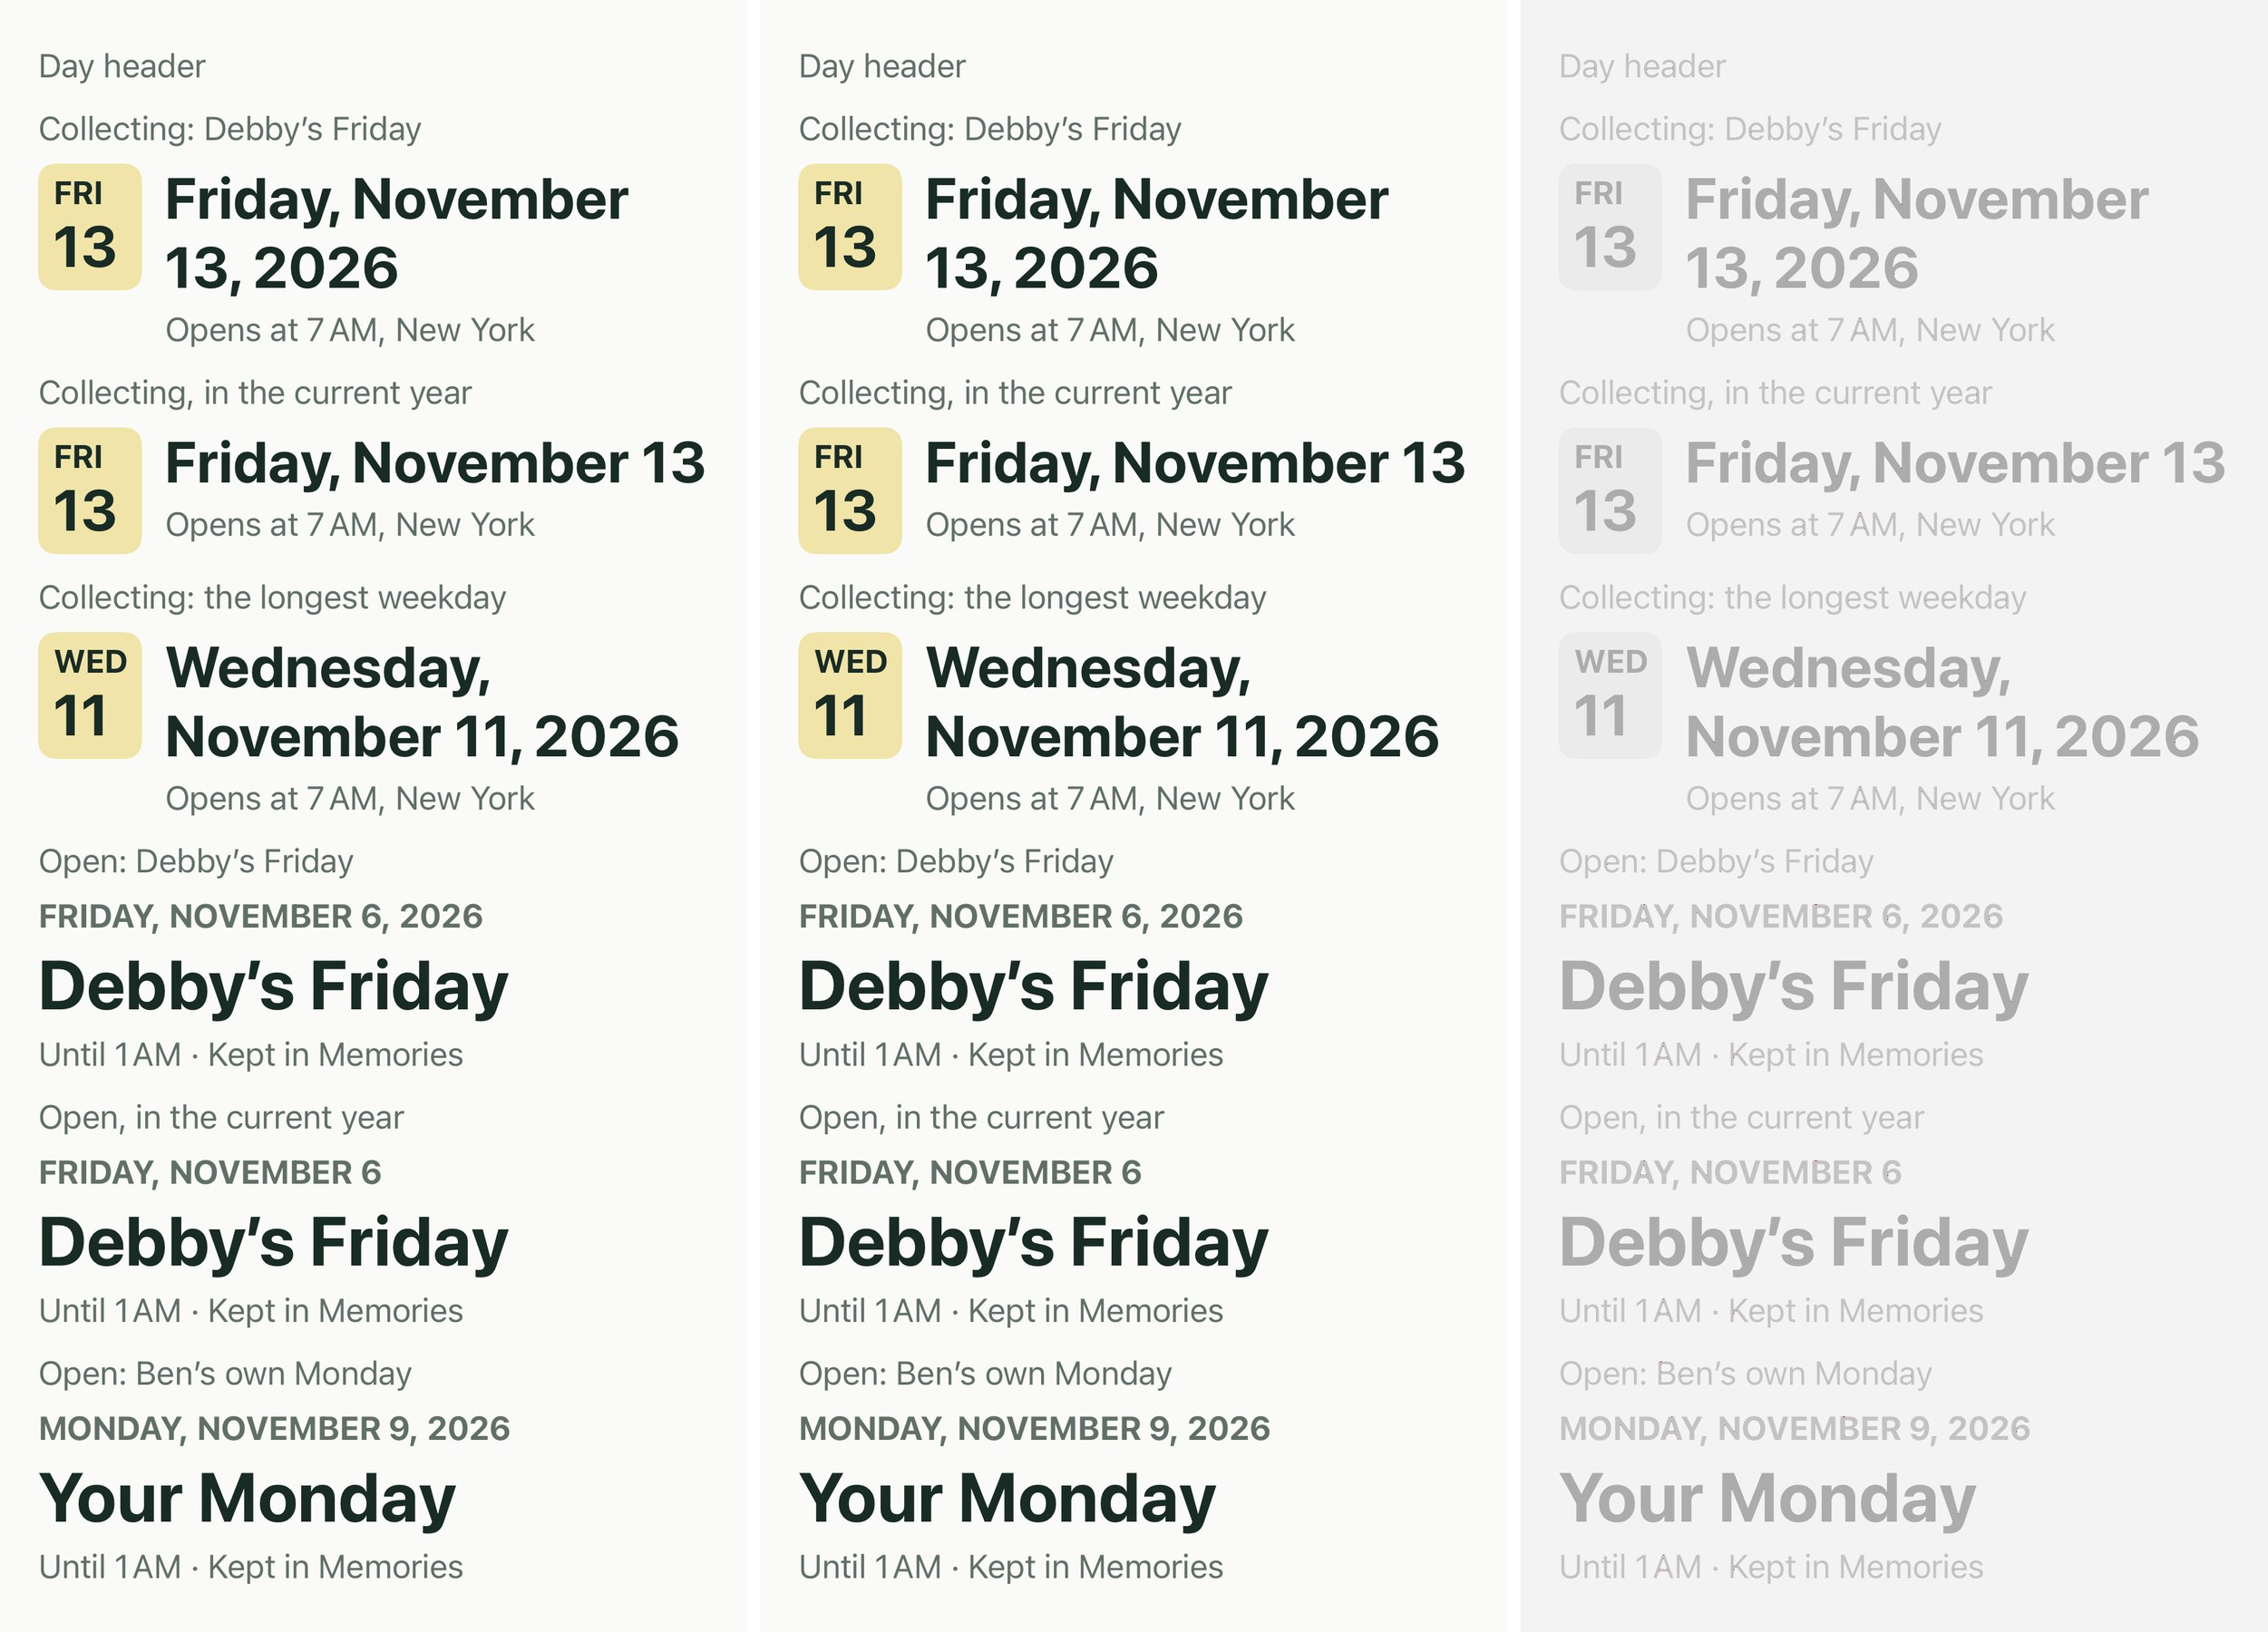 Day header
Collecting: Debby’s Friday
FRI
13
Friday, November
13, 2026
Opens at 7 AM, New York
Collecting, in the current year
FRI
13
Friday, November 13
Opens at 7 AM, New York
Collecting: the longest weekday
WED
11
Wednesday,
November 11, 2026
Opens at 7 AM, New York
Open: Debby’s Friday
FRIDAY, NOVEMBER 6, 2026
Debby’s Friday
Until 1 AM · Kept in Memories
Open, in the current year
FRIDAY, NOVEMBER 6
Debby’s Friday
Until 1 AM · Kept in Memories
Open: Ben’s own Monday
MONDAY, NOVEMBER 9, 2026
Your Monday
Until 1 AM · Kept in Memories
Day header
Collecting: Debby’s Friday
FRI
13
Friday, November
13, 2026
Opens at 7 AM, New York
Collecting, in the current year
FRI
13
Friday, November 13
Opens at 7 AM, New York
Collecting: the longest weekday
WED
11
Wednesday,
November 11, 2026
Opens at 7 AM, New York
Open: Debby’s Friday
FRIDAY, NOVEMBER 6, 2026
Debby’s Friday
Until 1 AM · Kept in Memories
Open, in the current year
FRIDAY, NOVEMBER 6
Debby’s Friday
Until 1 AM · Kept in Memories
Open: Ben’s own Monday
MONDAY, NOVEMBER 9, 2026
Your Monday
Until 1 AM · Kept in Memories
Day header
Collecting: Debby’s Friday
FRI
13
Friday, November
13, 2026
Opens at 7 AM, New York
Collecting, in the current year
FRI
13
Friday, November 13
Opens at 7 AM, New York
Collecting: the longest weekday
WED
11
Wednesday,
November 11, 2026
Opens at 7 AM, New York
Open: Debby’s Friday
FRIDAY, NOVEMBER 6, 2026
Debby’s Friday
Until 1 AM · Kept in Memories
Open, in the current year
FRIDAY, NOVEMBER 6
Debby’s Friday
Until 1 AM · Kept in Memories
Open: Ben’s own Monday
MONDAY, NOVEMBER 9, 2026
Your Monday
Until 1 AM · Kept in Memories